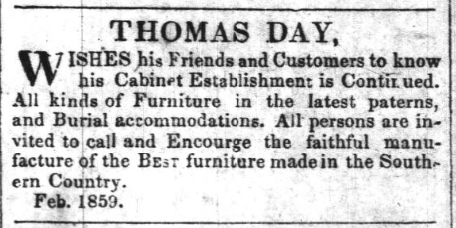 THOMAS DAY,
WISHES his Friends and Customers to know
his Cabinet Establishment is Continued.
All kinds of Furniture in the latest paterns,
and Burial accommodations. All persons are in-
vited to call and Encourge the faithful manu-
facture of the BEST furniture made in the South-
ern Country.
Feb. 1859.